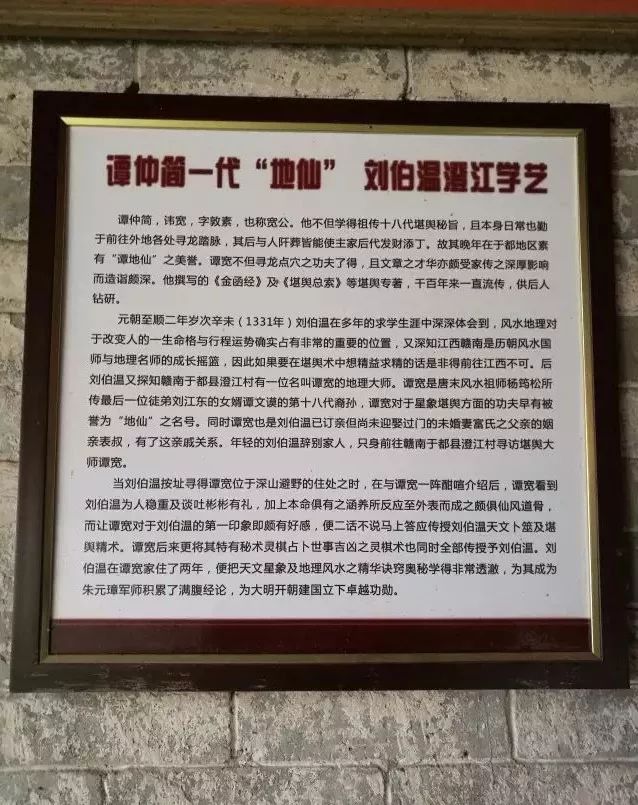 谭仲简一代“地仙” 刘伯温澄江学艺
谭仲简，讳宽，字敦素，也称宽公。他不但学得祖传十八代堪舆秘旨，且本身日常也勤
于前往外地各处寻龙踏脉，其后与人阡葬皆能使主家后代发财添丁。故其晚年在于都地区素
有“谭地仙”之美誉。谭宽不但寻龙点穴之功夫了得，且文章之才华亦颇受家传之深厚影响
而造诣颇深。他撰写的《金函经》及《堪舆总索》等堪舆专著，千百年来一直流传，供后人
钻研。
元朝至顺二年岁次辛未（1331年）刘伯温在多年的求学生涯中深深体会到，风水地理对
于改变人的一生命格与行程运势确实占有非常的重要的位置，又深知江西赣南是历朝风水国
师与地理名师的成长摇篮，因此如果要在堪舆术中想精益求精的话是非得前往江西不可。后
刘伯温又探知赣南于都县澄江村有一位名叫谭宽的地理大师。谭宽是唐末风水祖师杨筠松所
传最后一位徒弟刘江东的女婿谭文谟的第十八代裔孙，谭宽对于星象堪舆方面的功夫早有被
誉为“地仙”之名号。同时谭宽也是刘伯温已订亲但尚未迎娶过门的未婚妻富氏之父亲的姻
亲表叔，有了这亲戚关系。年轻的刘伯温辞别家人，只身前往赣南于都县澄江村寻访堪舆大
师谭宽。
当刘伯温按址寻得谭宽位于深山避野的住处之时，在与谭宽一阵酣喧介绍后，谭宽看到
刘伯温为人稳重及谈吐彬彬有礼，加上本命俱有之涵养所反应至外表而成之颇俱仙风道骨，
而让谭宽对于刘伯温的第一印象即颇有好感，便二话不说马上答应传授刘伯温天文卜筮及堪
舆精术。谭宽后来更将其特有秘术灵棋占卜世事吉凶之灵棋术也同时全部传授予刘伯温。刘
伯温在谭宽家住了两年，便把天文星象及地理风水之精华诀窍奥秘学得非常透澈，为其成为
朱元璋军师积累了满腹经论，为大明开朝建国立下卓越功勋。